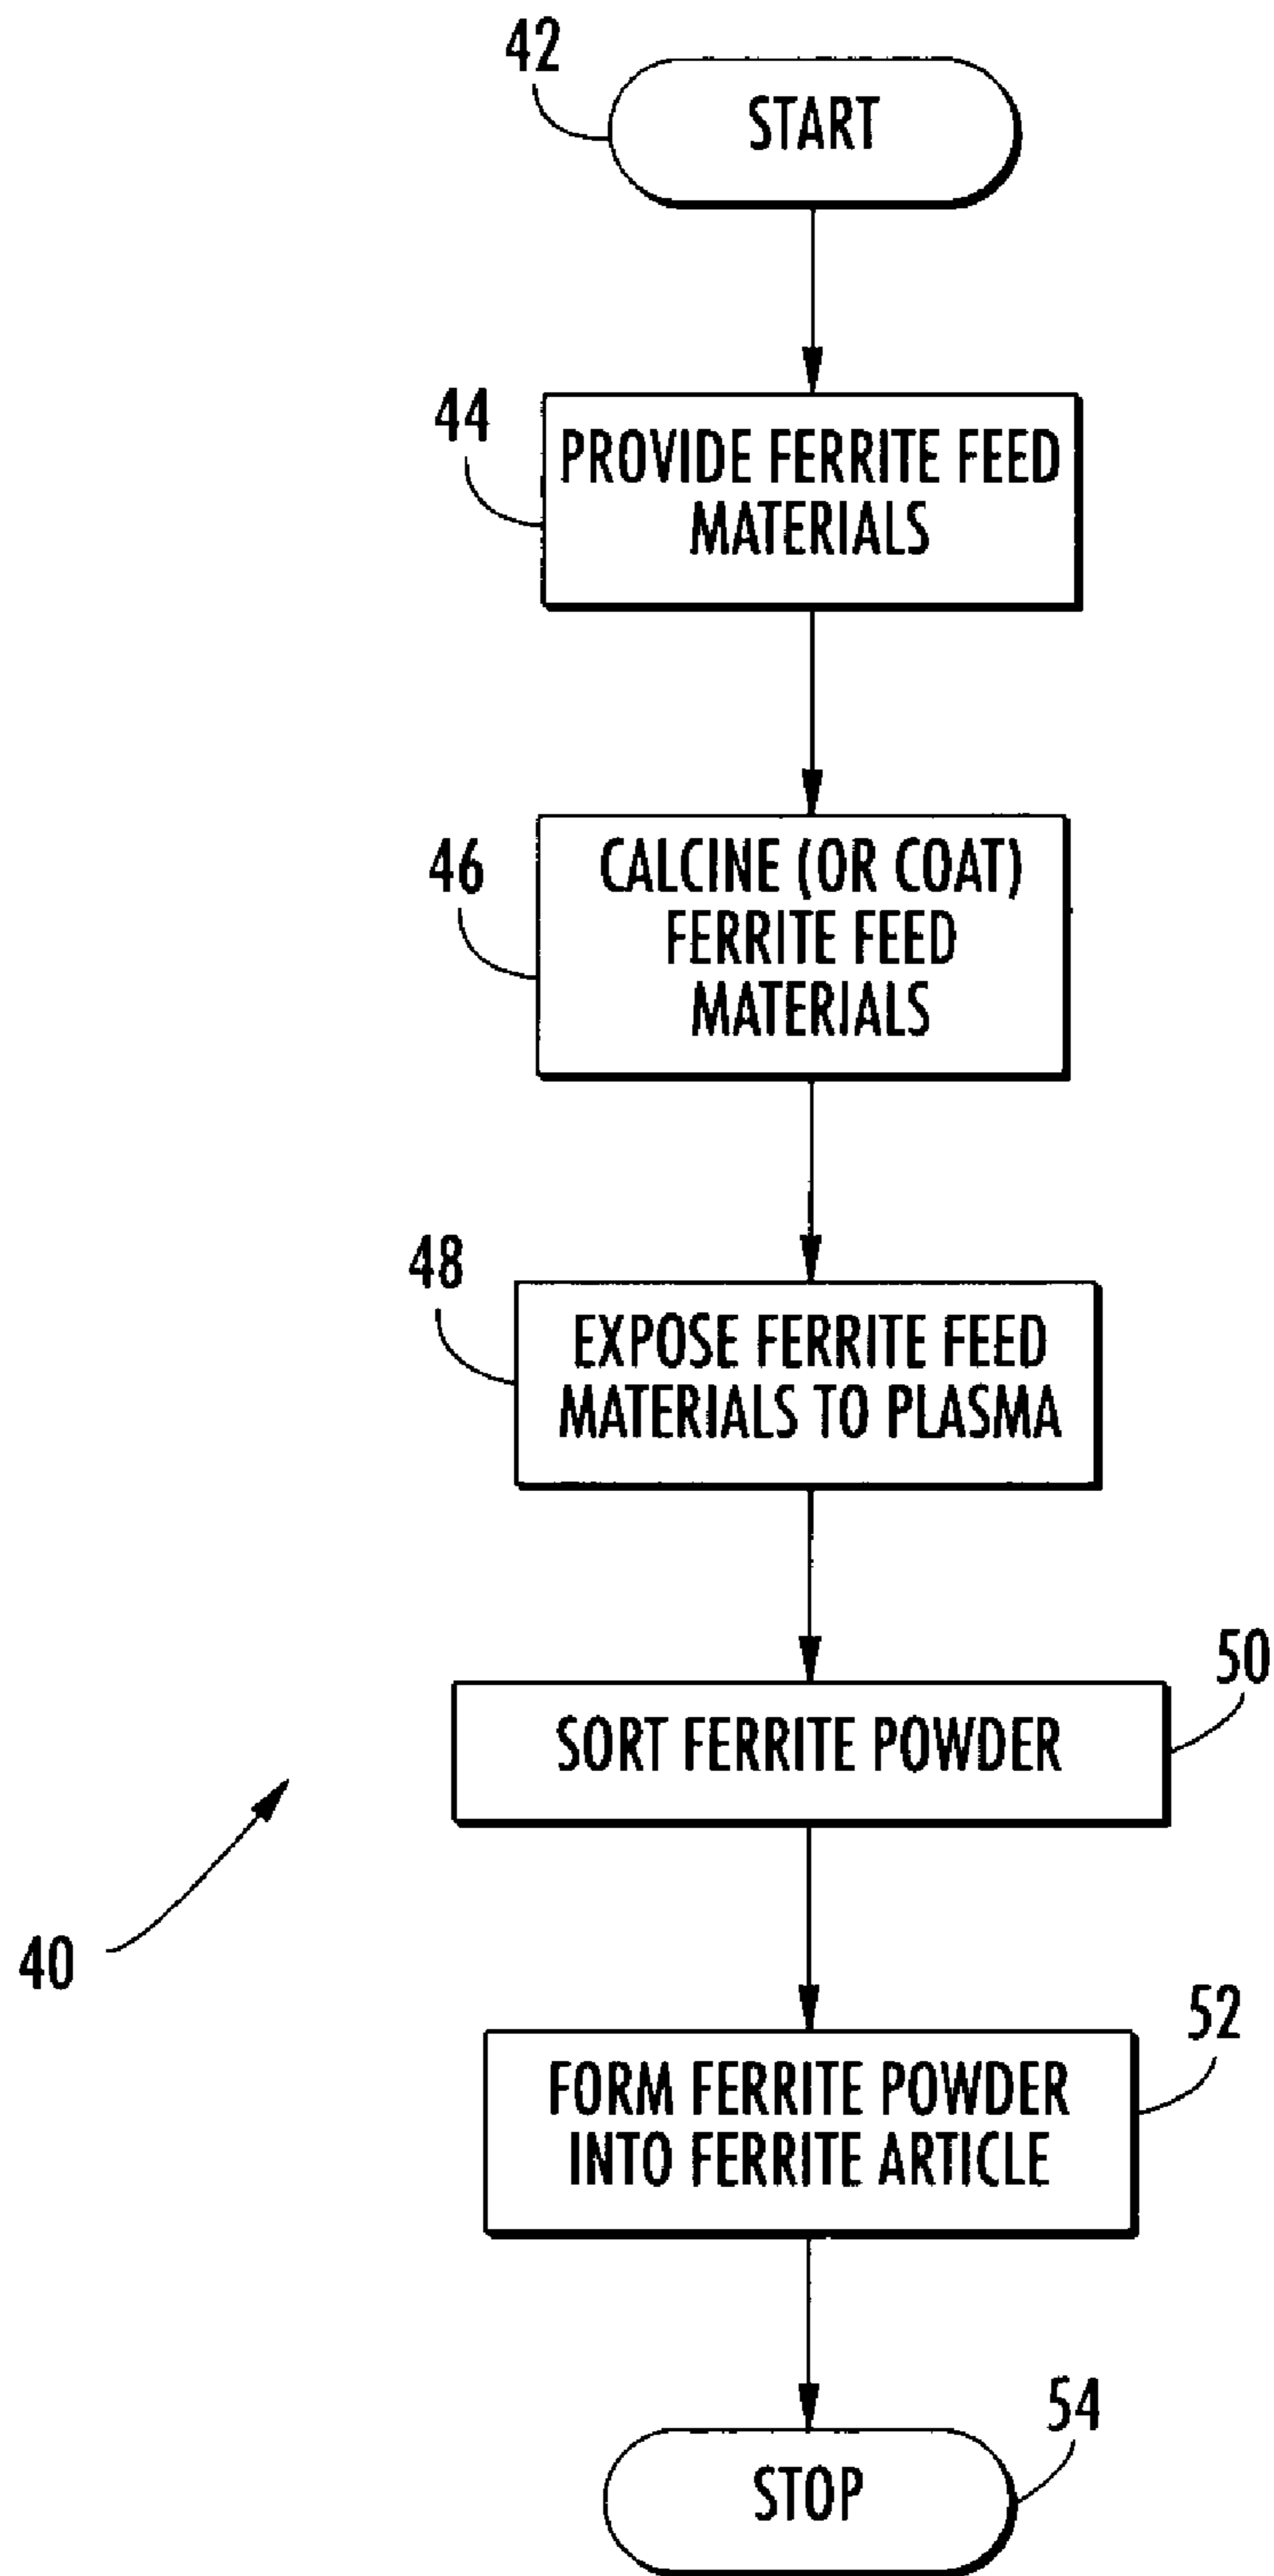 42
START
44
PROVIDE FERRITE FEED
MATERIALS
46
CALCINE (OR COAT)
FERRITE FEED
MATERIALS
48
EXPOSE FERRITE FEED
MATERIALS TO PLASMA
50
SORT FERRITE POWDER
40
52
FORM FERRITE POWDER
INTO FERRITE ARTICLE
54
STOP